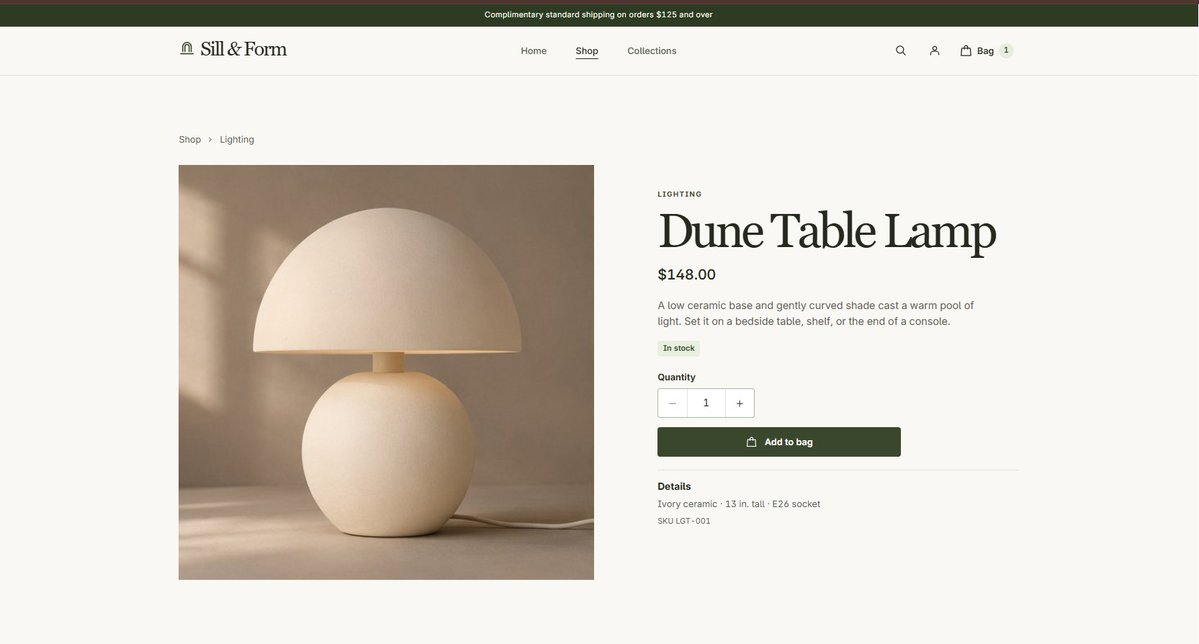 Complimentary standard shipping on orders $125 and over
Sill & Form
Home
Shop
Collections
Bag
1
Shop › Lighting
LIGHTING
Dune Table Lamp
$148.00
A low ceramic base and gently curved shade cast a warm pool of
light. Set it on a bedside table, shelf, or the end of a console.
In stock
Quantity
− 1 +
Add to bag
Details
Ivory ceramic · 13 in. tall · E26 socket
SKU LGT-001